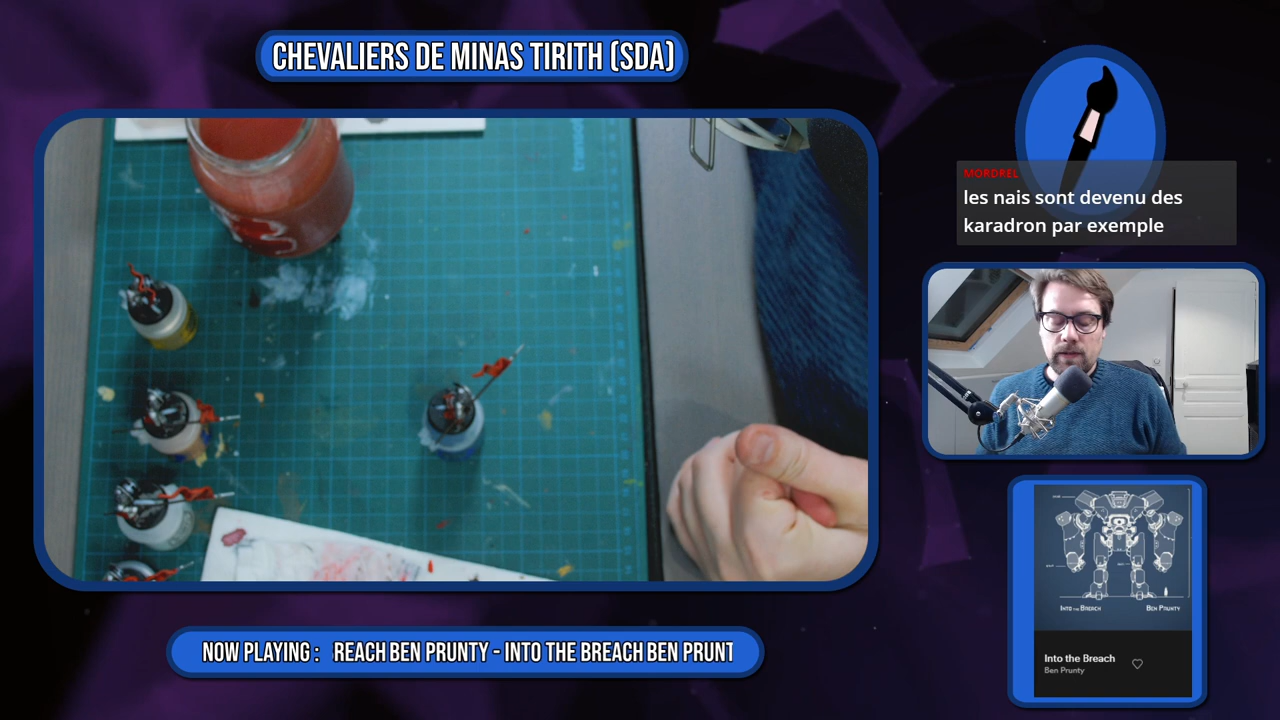 CHEVALIERS DE MINAS TIRITH (SDA)
MORDREL
les nais sont devenu des
karadron par exemple
INTO THE BREACH
BEN PRUNTY
Into the Breach
Ben Prunty
NOW PLAYING : REACH BEN PRUNTY - INTO THE BREACH BEN PRUNT